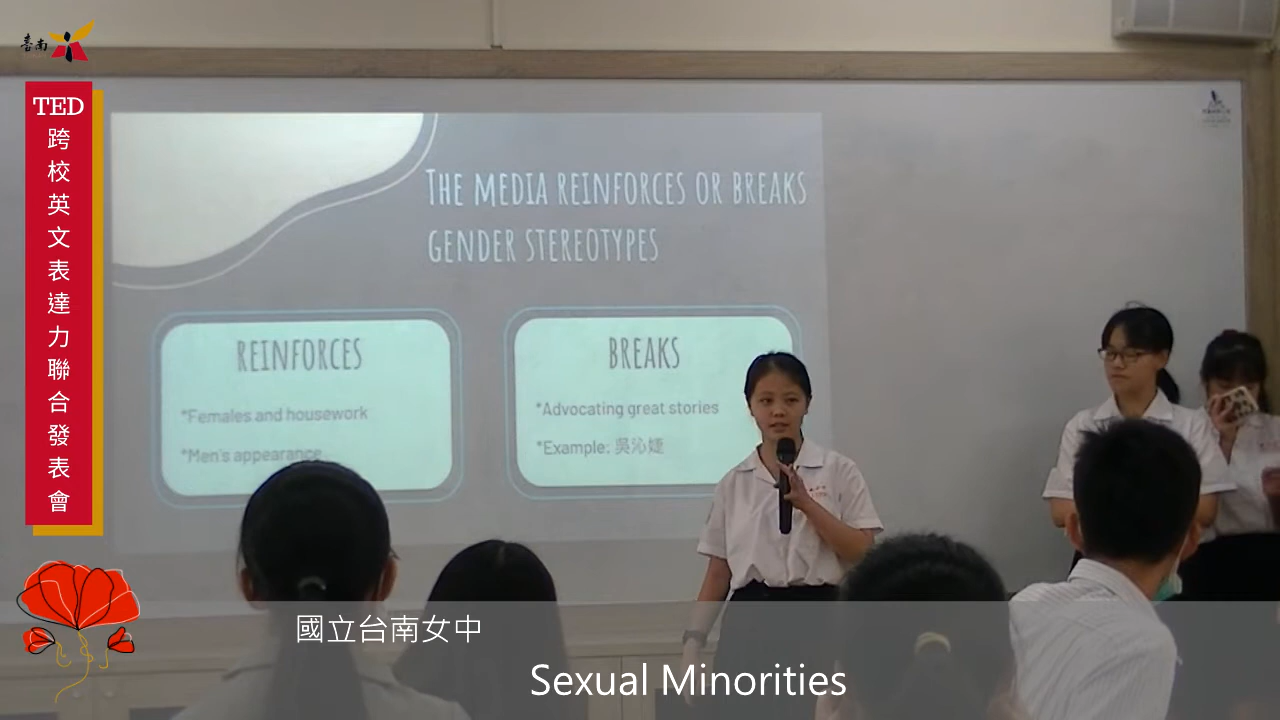 臺南
TED
跨校英文表達力聯合發表會
THE MEDIA REINFORCES OR BREAKS
GENDER STEREOTYPES
REINFORCES
*Females and housework
*Men's appearance
BREAKS
*Advocating great stories
*Example: 吳沁婕
國立台南女中
Sexual Minorities